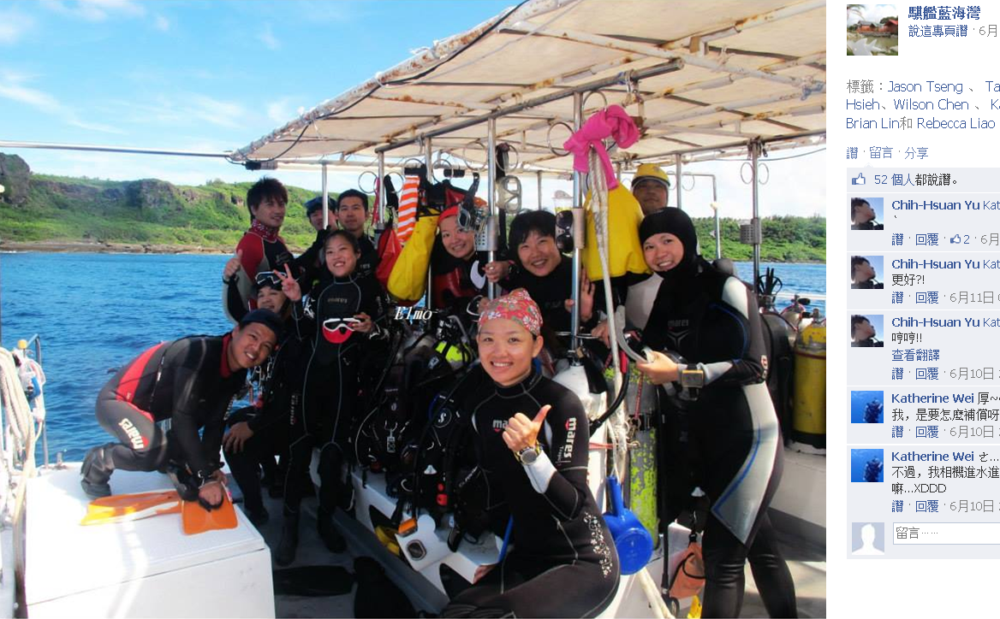 騏艦藍海灣
說這專頁讚 · 6月
標籤：Jason Tseng 、 Ta
Hsieh、Wilson Chen 、 Ka
Brian Lin和 Rebecca Liao
讚 · 留言 · 分享
52 個人都說讚。
Chih-Hsuan Yu Kat
讚 · 回覆 · 2 · 6月
Chih-Hsuan Yu Kat
更好?!
讚 · 回覆 · 6月11日
Chih-Hsuan Yu Kat
哼哼!!
查看翻譯
讚 · 回覆 · 6月10日
Katherine Wei 厚~
我，是要怎麼補償呀
讚 · 回覆 · 6月10日
Katherine Wei ㄜ...
不過，我相機進水進
嘛...XDDD
讚 · 回覆 · 6月10日
留言……
Elmo
mares
mares
mares
mares
mares